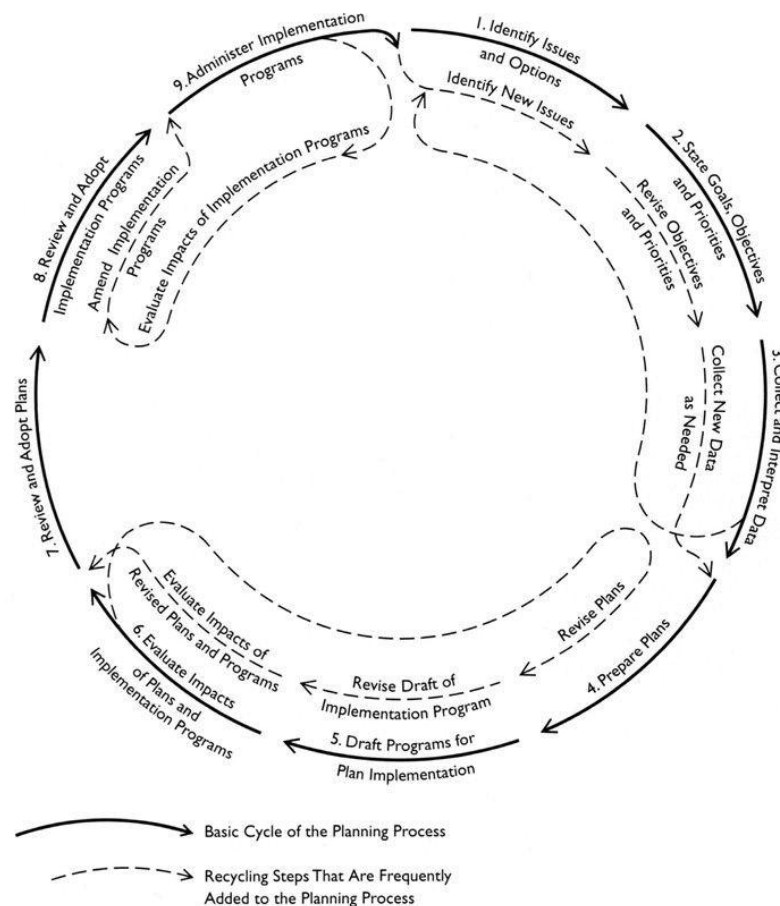 1. Identify Issues
and Options
Identify New Issues
2. State Goals, Objectives
and Priorities
Revise Objectives
and Priorities
3. Collect and Interpret Data
Collect New Data
as Needed
4. Prepare Plans
Revise Plans
5. Draft Programs for
Plan Implementation
Revise Draft of
Implementation Program
6. Evaluate Impacts
of Plans and
Implementation Programs
Evaluate Impacts of
Revised Plans and Programs
7. Review and Adopt Plans
8. Review and Adopt
Implementation Programs
Amend Implementation
Programs
Evaluate Impacts of Implementation Programs
9. Administer Implementation
Programs
Basic Cycle of the Planning Process
Recycling Steps That Are Frequently
Added to the Planning Process